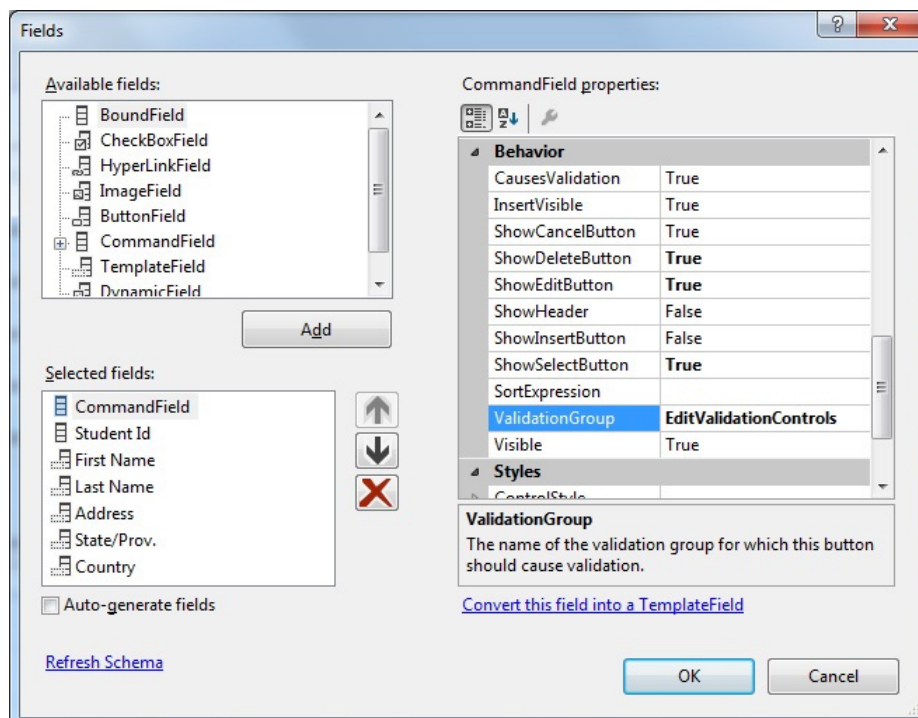 Fields
Available fields:
BoundField
CheckBoxField
HyperLinkField
ImageField
ButtonField
CommandField
TemplateField
DynamicField
Add
Selected fields:
CommandField
Student Id
First Name
Last Name
Address
State/Prov.
Country
Auto-generate fields
Refresh Schema
CommandField properties:
Behavior
CausesValidation True
InsertVisible True
ShowCancelButton True
ShowDeleteButton True
ShowEditButton True
ShowHeader False
ShowInsertButton False
ShowSelectButton True
SortExpression
ValidationGroup EditValidationControls
Visible True
Styles
ControlStyle
ValidationGroup
The name of the validation group for which this button
should cause validation.
Convert this field into a TemplateField
OK Cancel